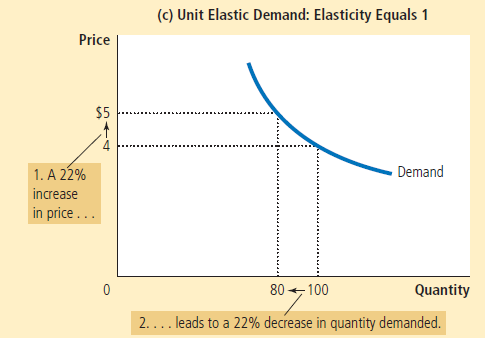 (c) Unit Elastic Demand: Elasticity Equals 1
Price
$5
4
1. A 22%
increase
in price . . .
Demand
0
80
100
Quantity
2. . . . leads to a 22% decrease in quantity demanded.